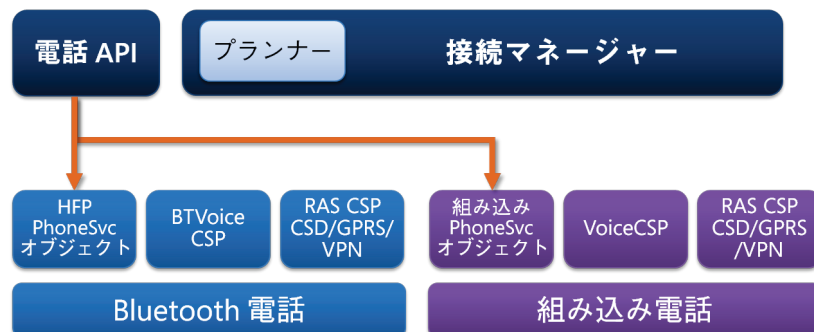 電話 API
プランナー
接続マネージャー
HFP
PhoneSvc
オブジェクト
BTVoice
CSP
RAS CSP
CSD/GPRS/
VPN
組み込み
PhoneSvc
オブジェクト
VoiceCSP
RAS CSP
CSD/GPRS
/VPN
Bluetooth 電話
組み込み電話